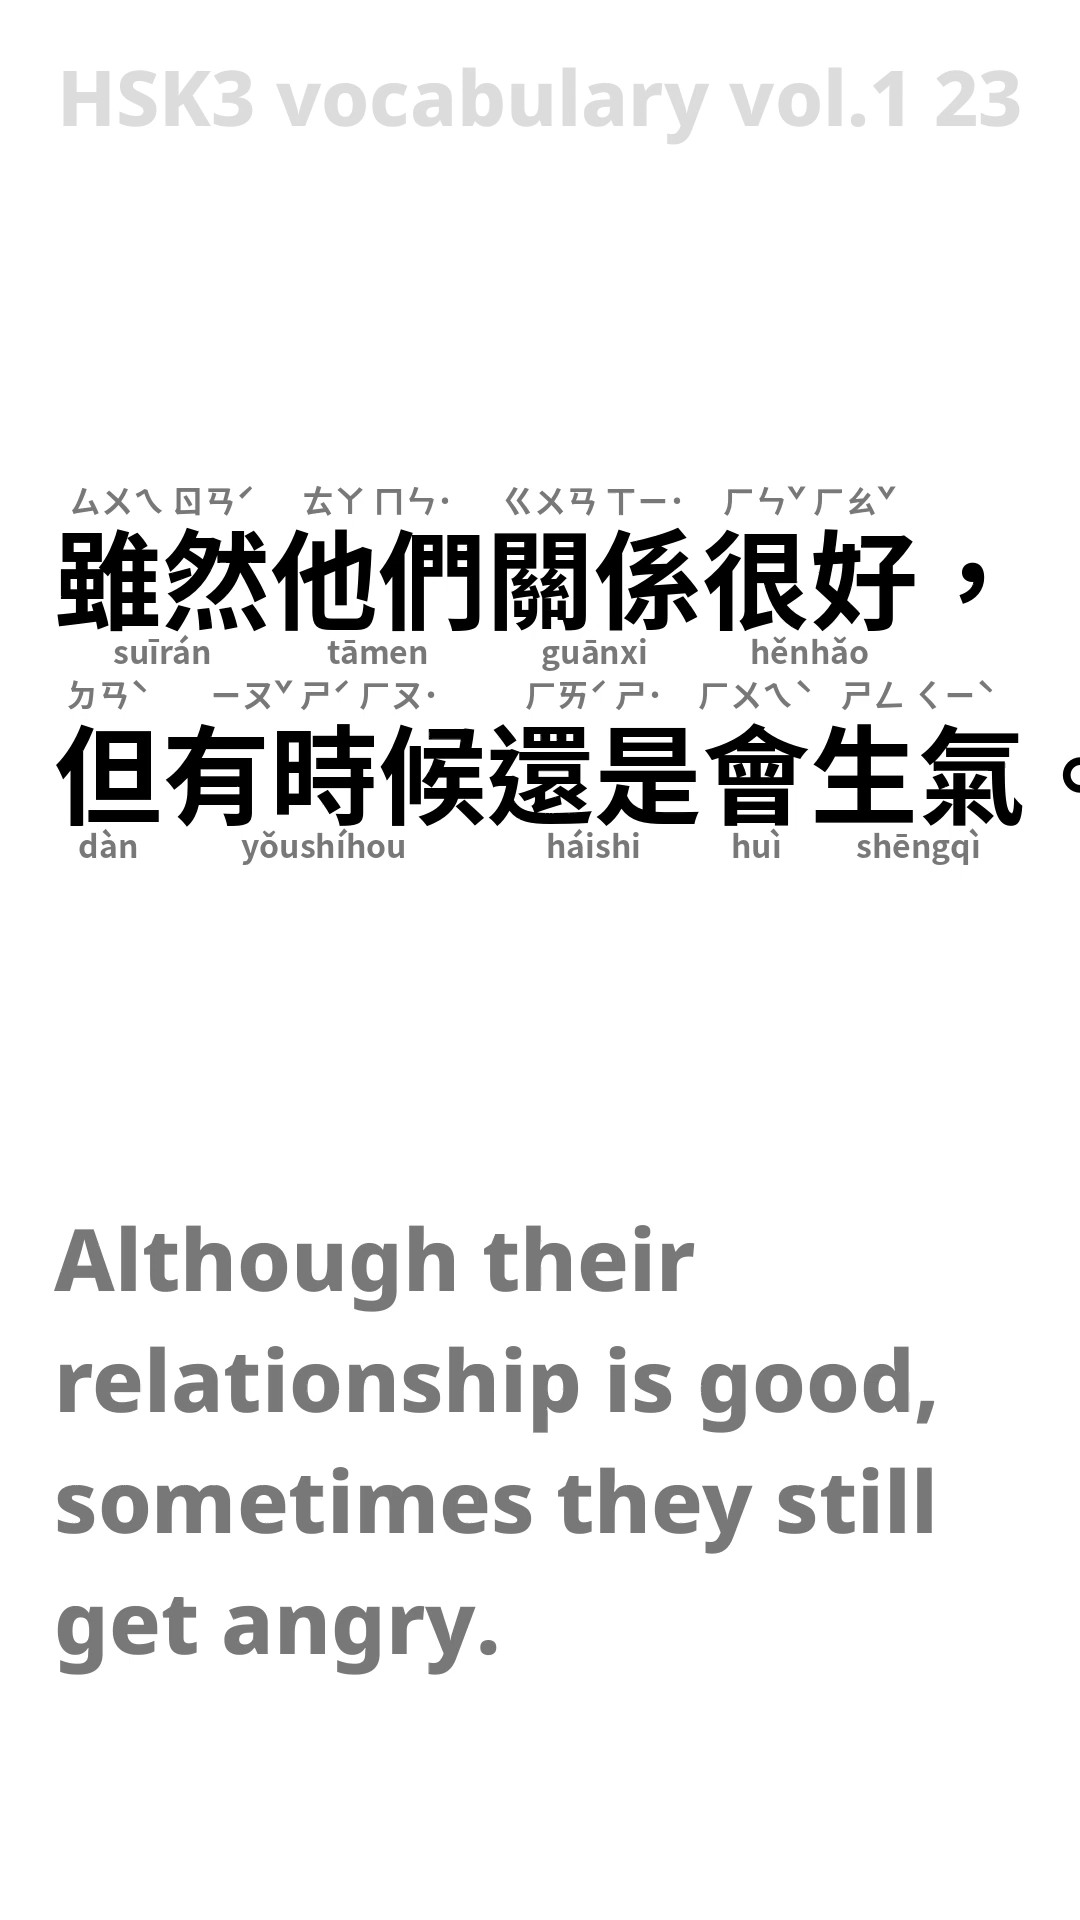 HSK3 vocabulary vol.1 23
ㄙㄨㄟ ㄖㄢˊ ㄊㄚ ㄇㄣ˙ ㄍㄨㄢ ㄒㄧ˙ ㄏㄣˇ ㄏㄠˇ
雖然他們關係很好，
suīrán tāmen guānxi hěnhǎo
ㄉㄢˋ ㄧㄡˇ ㄕˊ ㄏㄡ˙ ㄏㄞˊ ㄕ˙ ㄏㄨㄟˋ ㄕㄥ ㄑㄧˋ
但有時候還是會生氣。
dàn yǒushíhou háishi huì shēngqì
Although their
relationship is good,
sometimes they still
get angry.